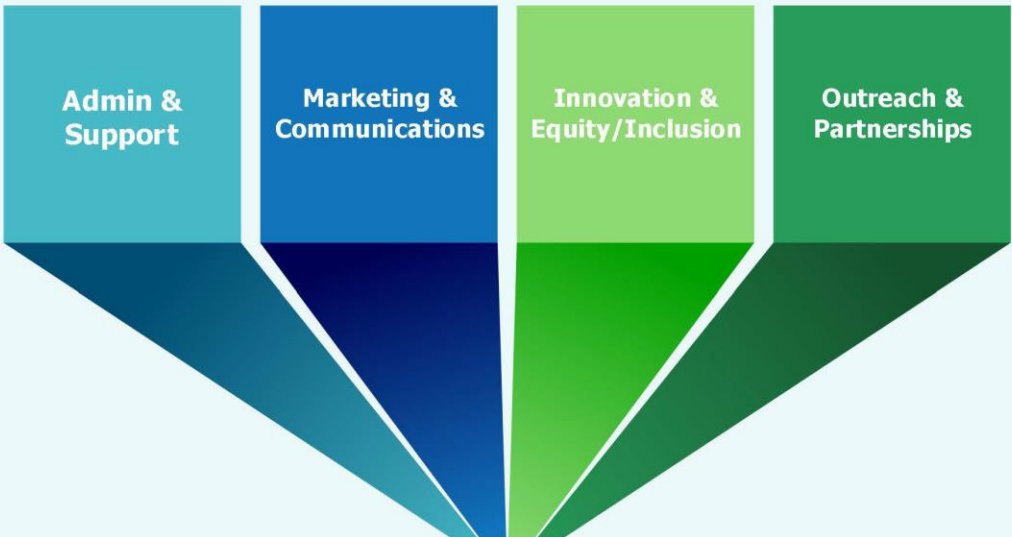 Admin &
Support
Marketing &
Communications
Innovation &
Equity/Inclusion
Outreach &
Partnerships